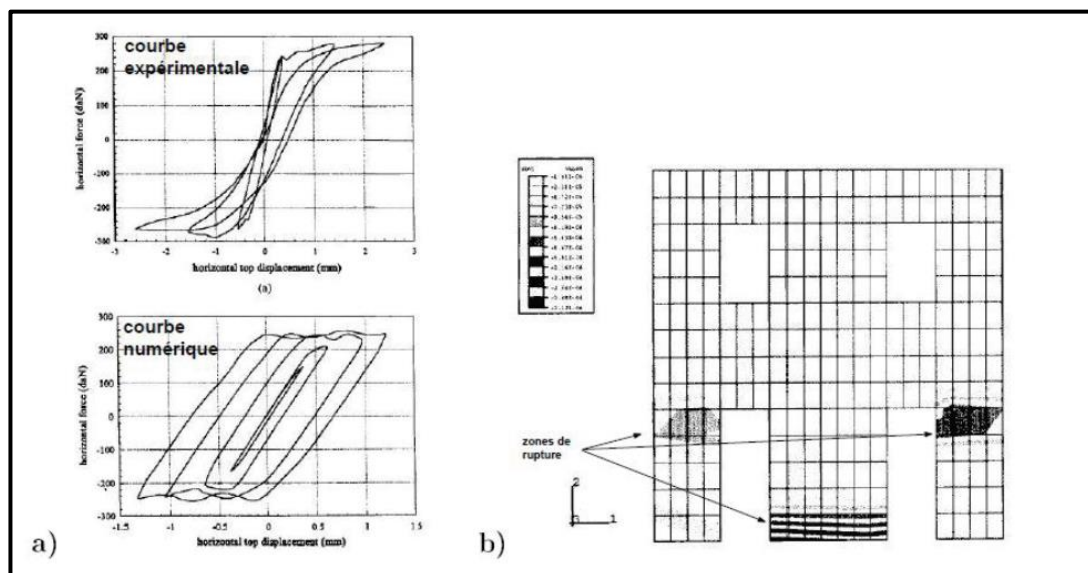 courbe
expérimentale
horizontal force (daN)
300
200
100
0
-100
-200
-300
-3
-2
-1
0
1
2
3
horizontal top displacement (mm)
(a)
courbe
numérique
horizontal force (daN)
300
200
100
0
-100
-200
-300
-1.5
-1
-0.5
0
0.5
1
1.5
horizontal top displacement (mm)
a)
zones de
rupture
2
3
1
b)